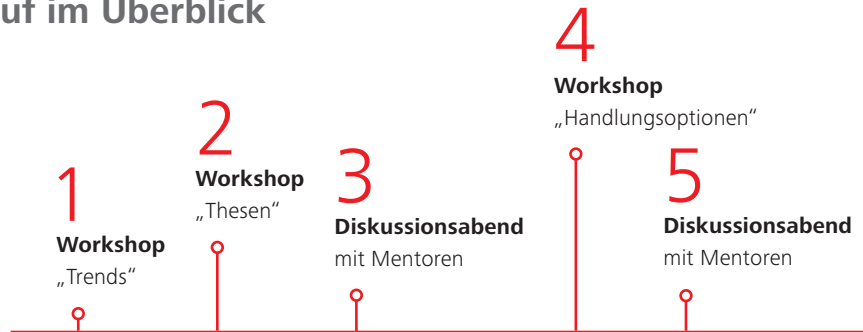 uf im Überblick
1
Workshop
„Trends“
2
Workshop
„Thesen“
3
Diskussionsabend
mit Mentoren
4
Workshop
„Handlungsoptionen“
5
Diskussionsabend
mit Mentoren